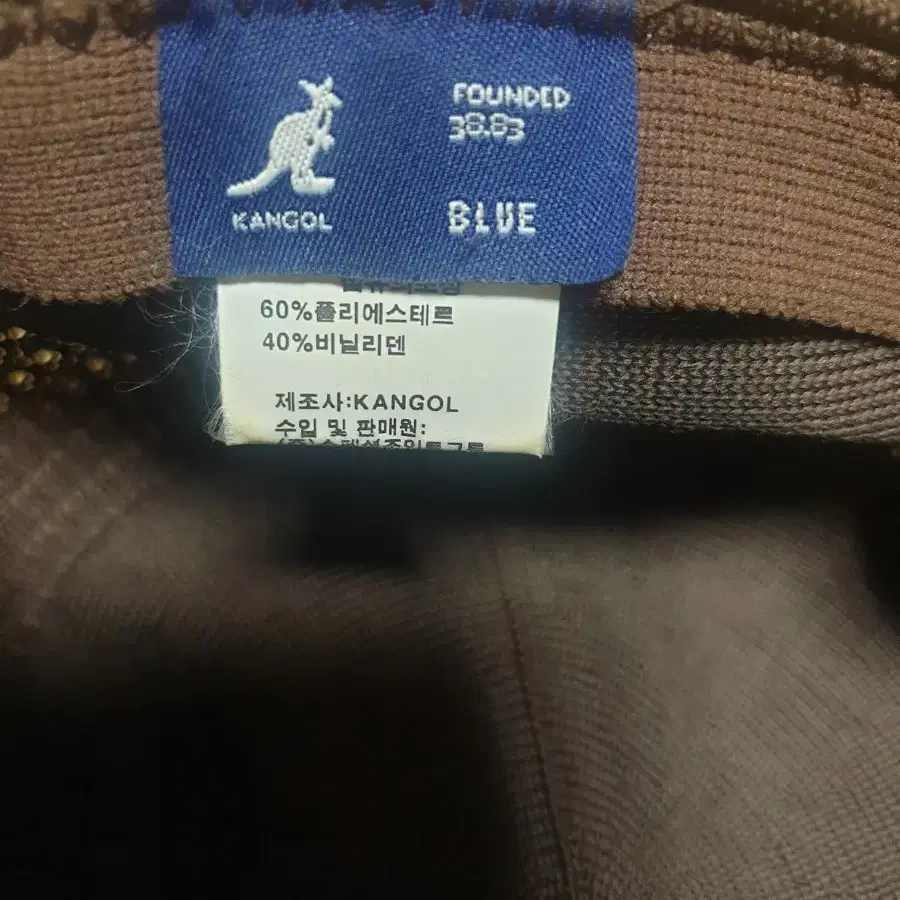 FOUNDED
38.83
KANGOL
BLUE
60%폴리에스테르
40%비닐리덴
제조사:KANGOL
수입 및 판매원: